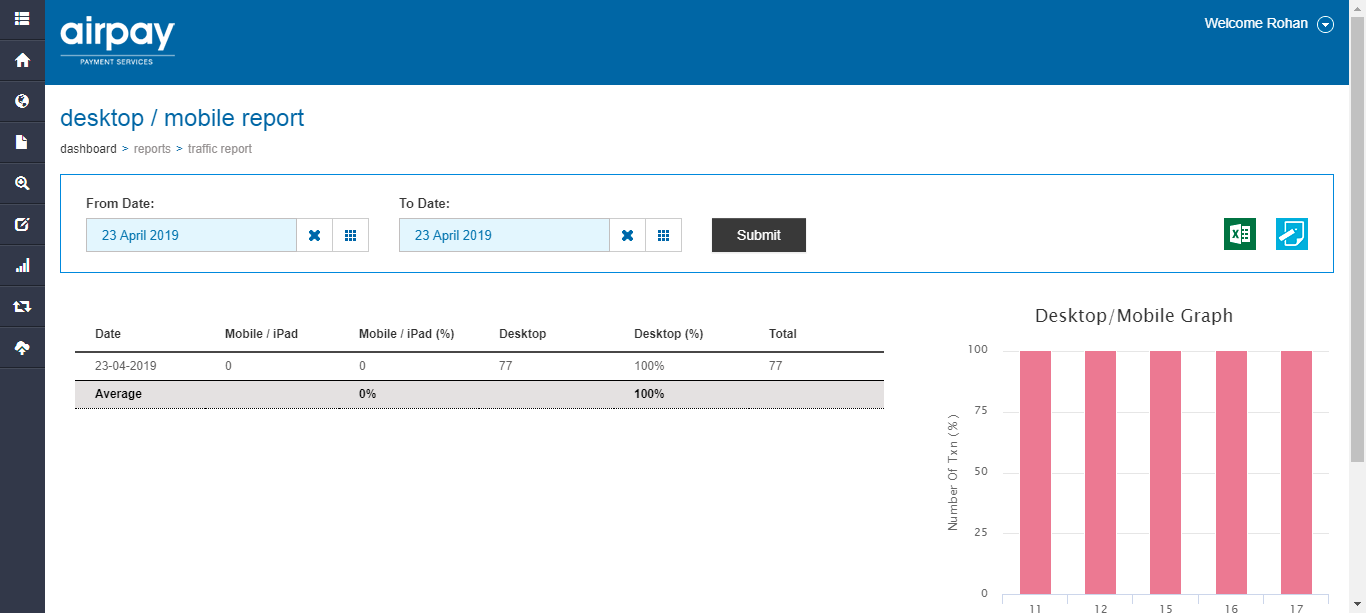 airpay
PAYMENT SERVICES
Welcome Rohan
desktop / mobile report
dashboard > reports > traffic report
From Date:
To Date:
23 April 2019
23 April 2019
Submit
Date Mobile / iPad Mobile / iPad (%) Desktop Desktop (%) Total
23-04-2019 0 0 77 100% 77
Average 0% 100%
Desktop/Mobile Graph
Number Of Txn (%)
100
75
50
25
0
11 12 15 16 17